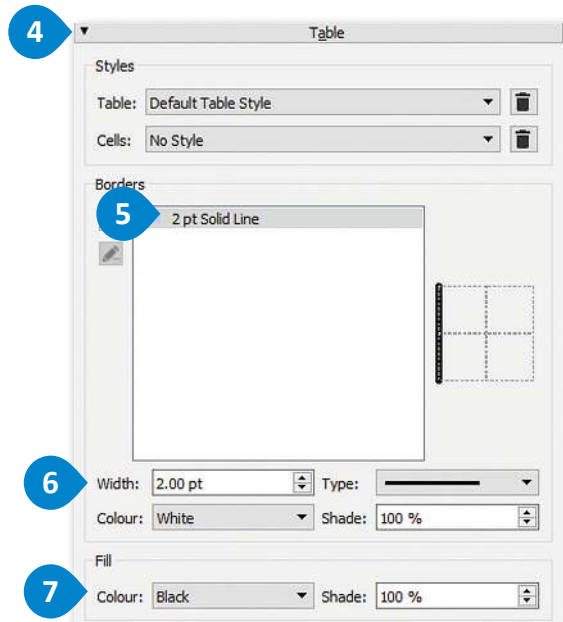 4 ▼ Table
Styles
Table: Default Table Style
Cells: No Style
Borders
5 2 pt Solid Line
6 Width: 2.00 pt Type:
Colour: White Shade: 100 %
Fill
7 Colour: Black Shade: 100 %